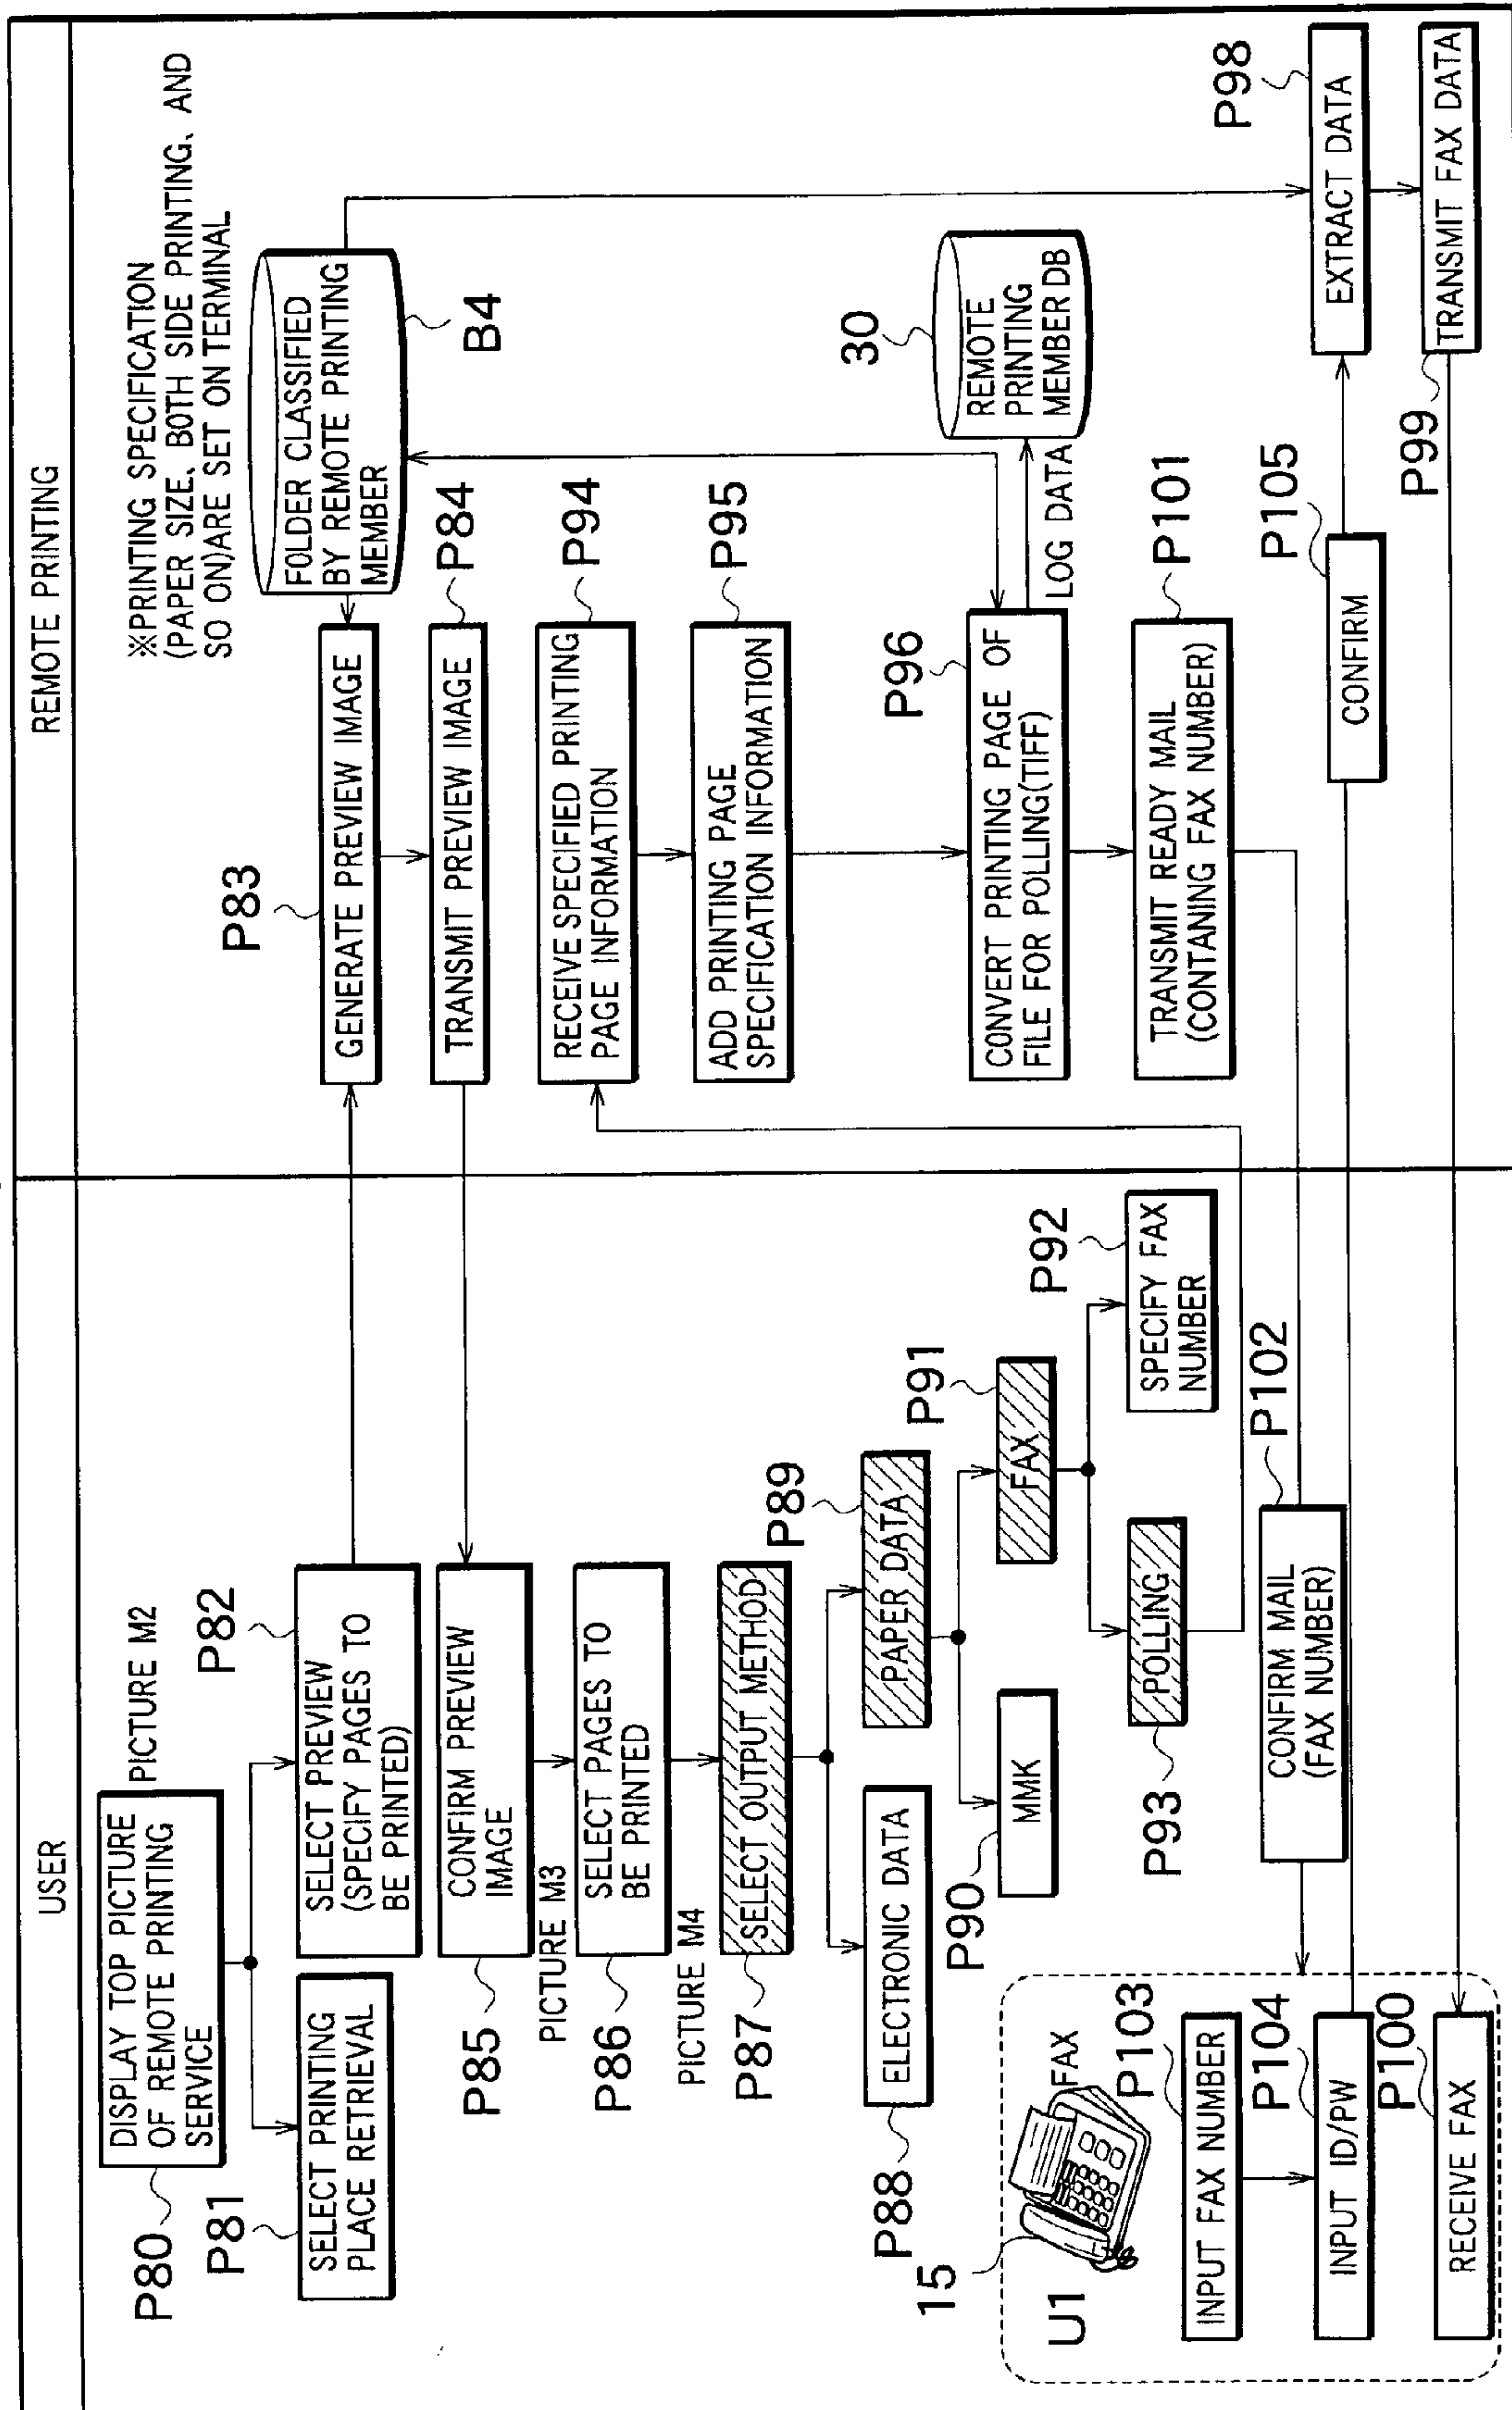 USER
REMOTE PRINTING
DISPLAY TOP PICTURE
OF REMOTE PRINTING
SERVICE
PICTURE M2
P80
P81
SELECT PRINTING
PLACE RETRIEVAL
P82
SELECT PREVIEW
(SPECIFY PAGES TO
BE PRINTED)
P83
GENERATE PREVIEW IMAGE
※PRINTING SPECIFICATION
(PAPER SIZE, BOTH SIDE PRINTING, AND
SO ON)ARE SET ON TERMINAL
FOLDER CLASSIFIED
BY REMOTE PRINTING
MEMBER
B4
P84
TRANSMIT PREVIEW IMAGE
P85
CONFIRM PREVIEW
IMAGE
PICTURE M3
P86
SELECT PAGES TO
BE PRINTED
PICTURE M4
P94
RECEIVE SPECIFIED PRINTING
PAGE INFORMATION
P95
ADD PRINTING PAGE
SPECIFICATION INFORMATION
P87
SELECT OUTPUT METHOD
P88
ELECTRONIC DATA
P89
PAPER DATA
P90
MMK
P91
FAX
P92
SPECIFY FAX
NUMBER
P93
POLLING
P96
CONVERT PRINTING PAGE OF
FILE FOR POLLING(TIFF)
LOG DATA
30
REMOTE
PRINTING
MEMBER DB
P101
TRANSMIT READY MAIL
(CONTANING FAX NUMBER)
P102
CONFIRM MAIL
(FAX NUMBER)
15
FAX
U1
P103
INPUT FAX NUMBER
P104
INPUT ID/PW
P105
CONFIRM
P98
EXTRACT DATA
P99
TRANSMIT FAX DATA
P100
RECEIVE FAX